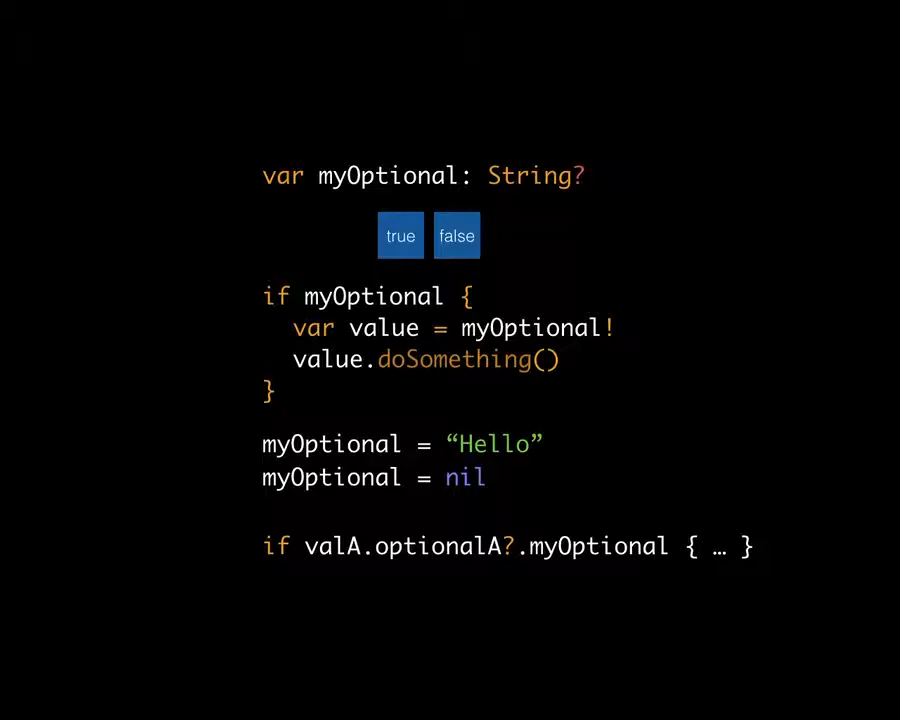 var myOptional: String?
true false
if myOptional {
var value = myOptional!
value.doSomething()
}
myOptional = “Hello”
myOptional = nil
if valA.optionalA?.myOptional { … }